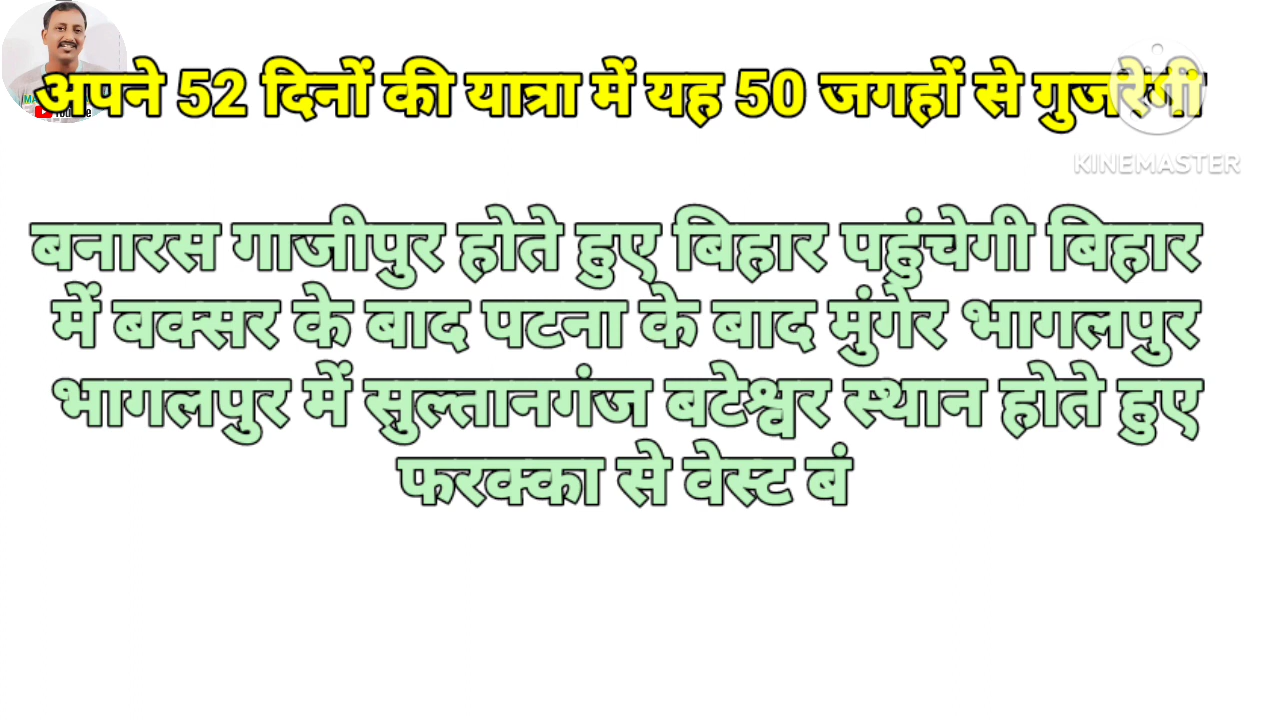 अपने 52 दिनों की यात्रा में यह 50 जगहों से गुजरेगी
KINEMASTER
बनारस गाजीपुर होते हुए बिहार पहुंचेगी बिहार
में बक्सर के बाद पटना के बाद मुंगेर भागलपुर
भागलपुर में सुल्तानगंज बटेश्वर स्थान होते हुए
फरक्का से वेस्ट बं